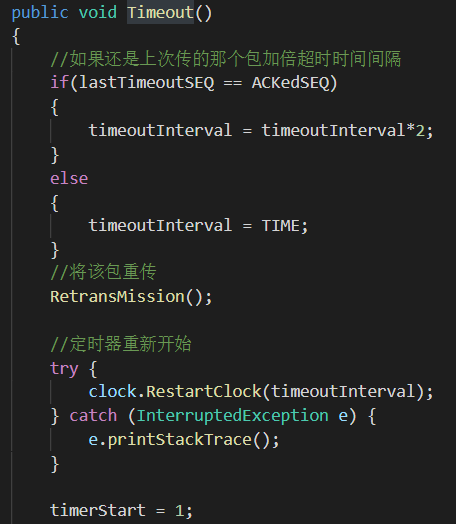 public void Timeout()
{
//如果还是上次传的那个包加倍超时时间间隔
if(lastTimeoutSEQ == ACKedSEQ)
{
timeoutInterval = timeoutInterval*2;
}
else
{
timeoutInterval = TIME;
}
//将该包重传
RetransMission();
//定时器重新开始
try {
clock.RestartClock(timeoutInterval);
} catch (InterruptedException e) {
e.printStackTrace();
}
timerStart = 1;